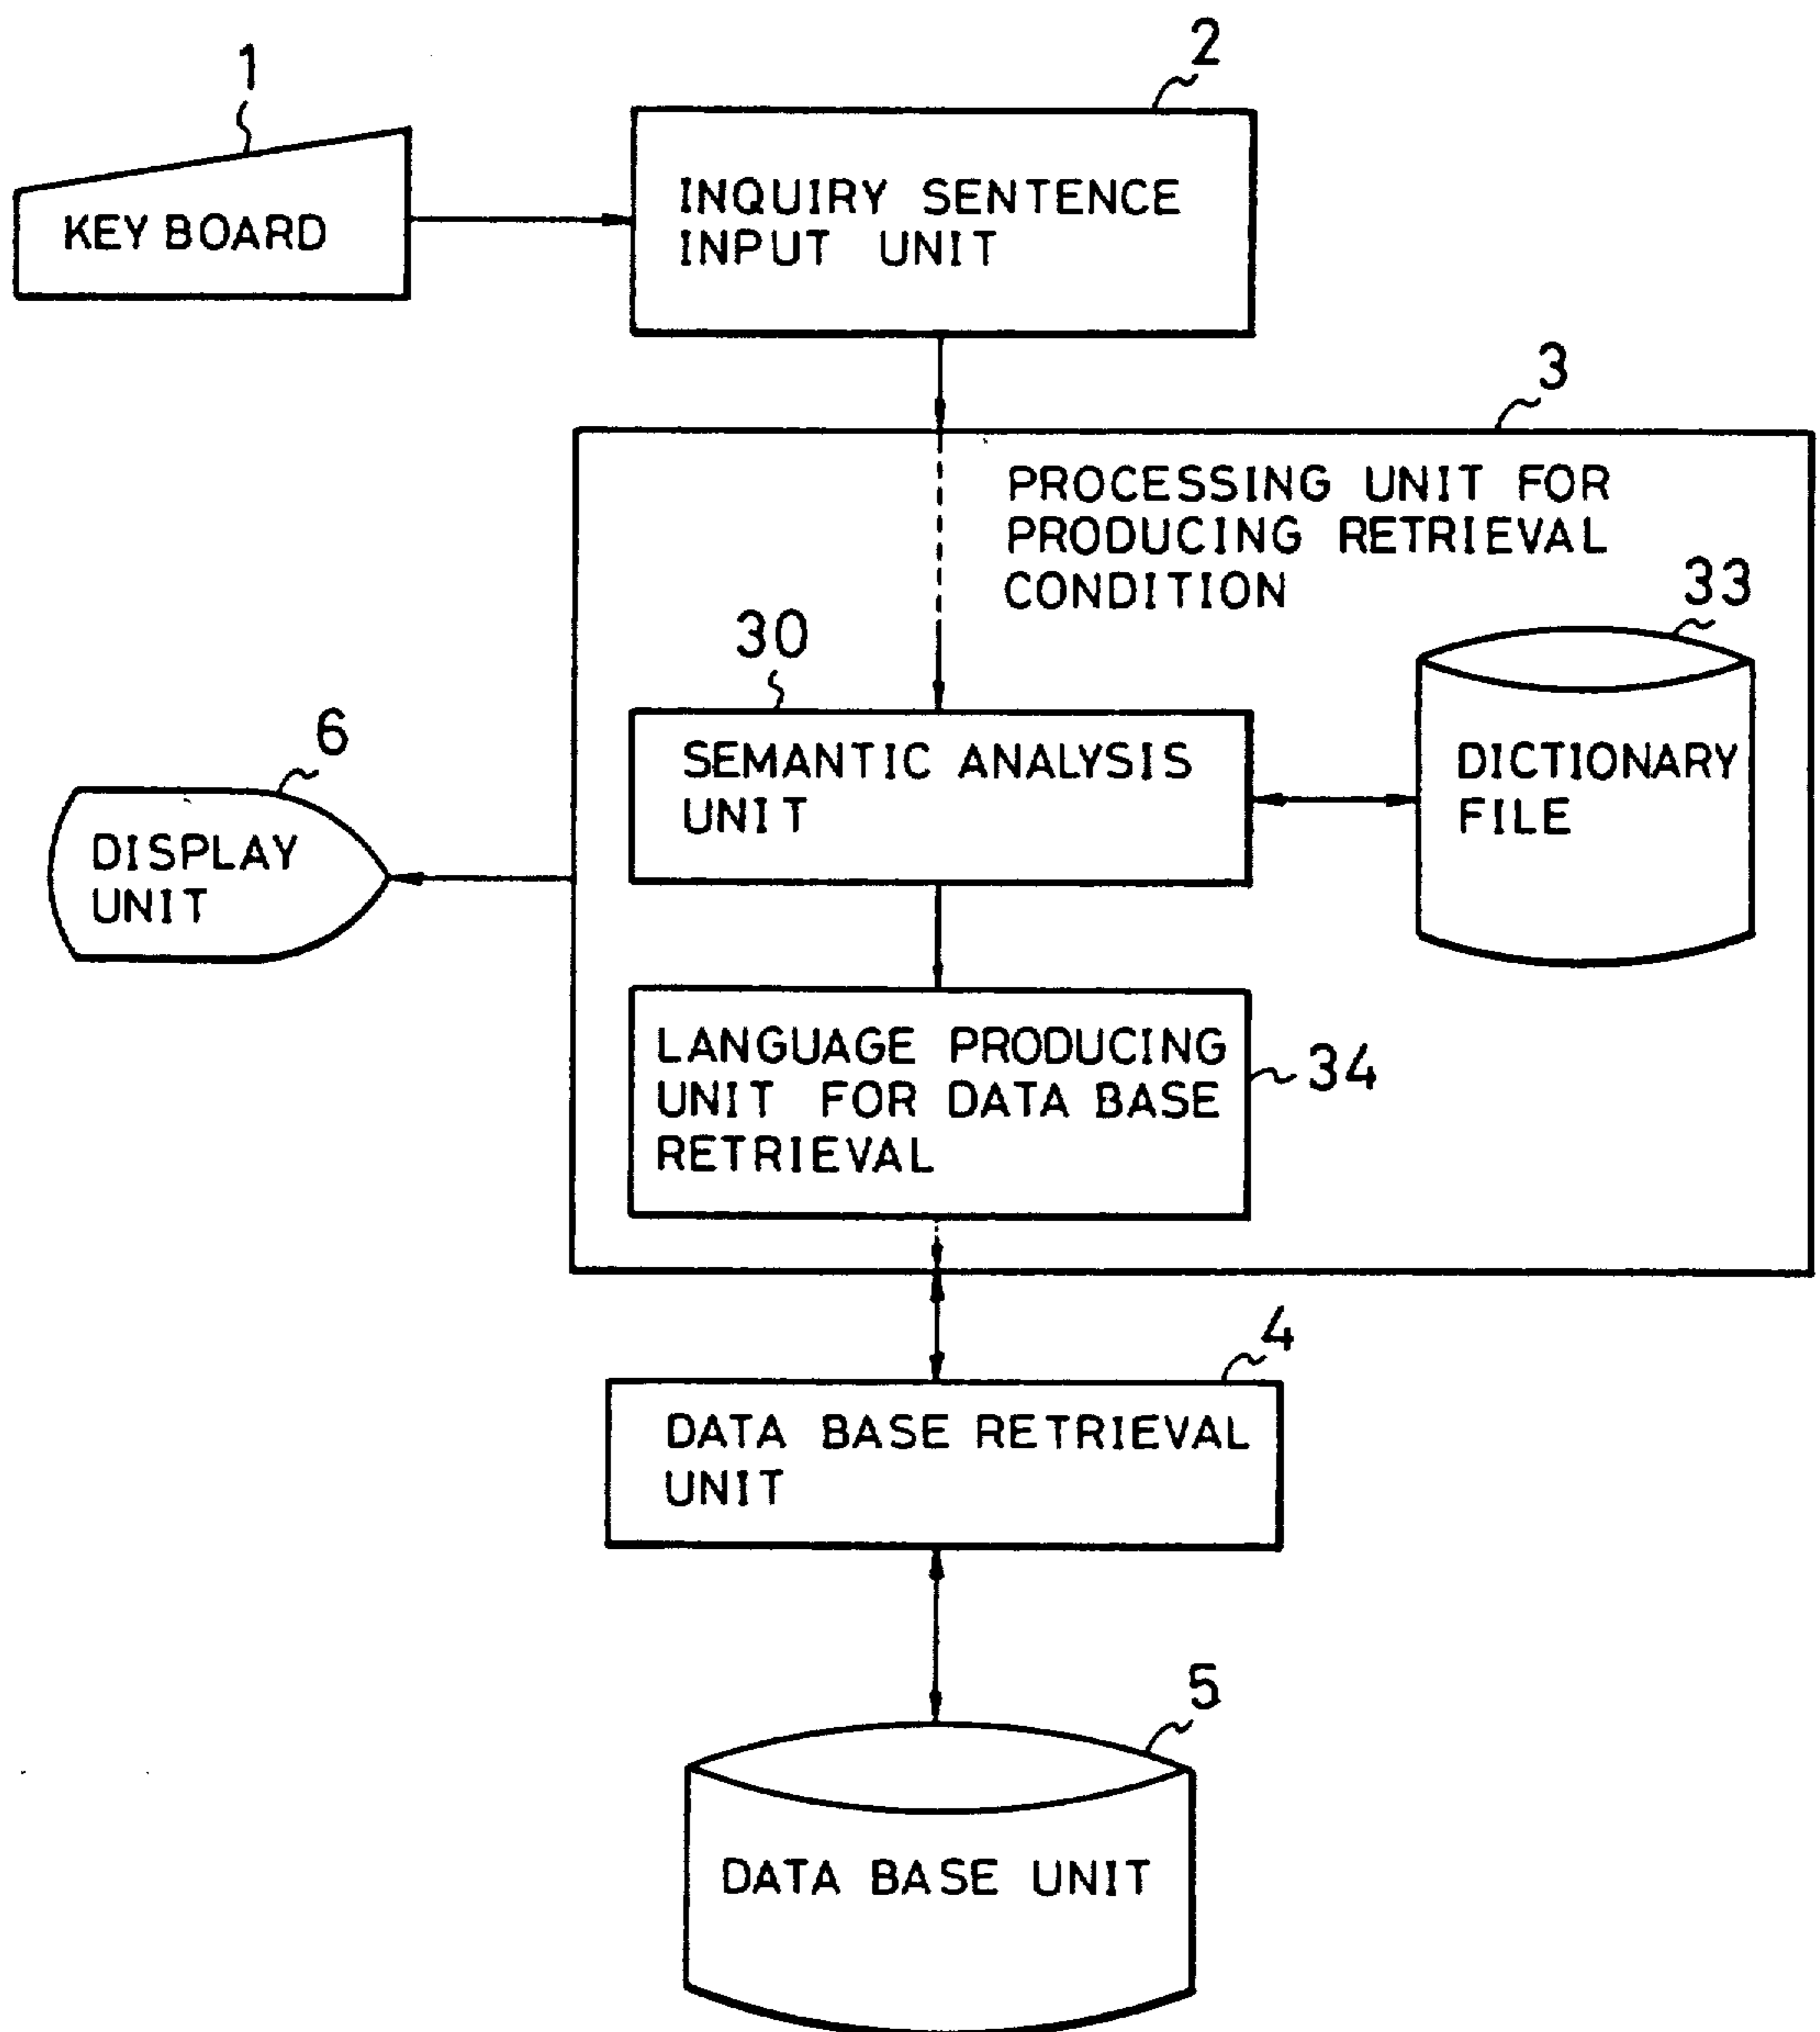 1
2
KEY BOARD
INQUIRY SENTENCE
INPUT UNIT
3
PROCESSING UNIT FOR
PRODUCING RETRIEVAL
CONDITION
33
30
6
SEMANTIC ANALYSIS
UNIT
DICTIONARY
FILE
DISPLAY
UNIT
LANGUAGE PRODUCING
UNIT FOR DATA BASE
RETRIEVAL
34
4
DATA BASE RETRIEVAL
UNIT
5
DATA BASE UNIT